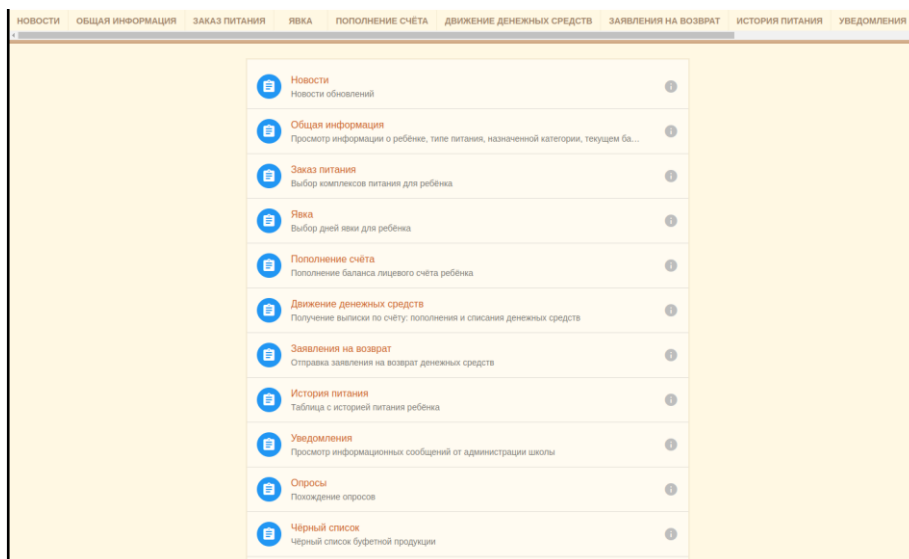 НОВОСТИ ОБЩАЯ ИНФОРМАЦИЯ ЗАКАЗ ПИТАНИЯ ЯВКА ПОПОЛНЕНИЕ СЧЁТА ДВИЖЕНИЕ ДЕНЕЖНЫХ СРЕДСТВ ЗАЯВЛЕНИЯ НА ВОЗВРАТ ИСТОРИЯ ПИТАНИЯ УВЕДОМЛЕНИЯ
Новости
Новости обновлений
Общая информация
Просмотр информации о ребёнке, типе питания, назначенной категории, текущем ба...
Заказ питания
Выбор комплексов питания для ребёнка
Явка
Выбор дней явки для ребёнка
Пополнение счёта
Пополнение баланса лицевого счёта ребёнка
Движение денежных средств
Получение выписки по счёту: пополнения и списания денежных средств
Заявления на возврат
Отправка заявления на возврат денежных средств
История питания
Таблица с историей питания ребёнка
Уведомления
Просмотр информационных сообщений от администрации школы
Опросы
Похождение опросов
Чёрный список
Чёрный список буфетной продукции